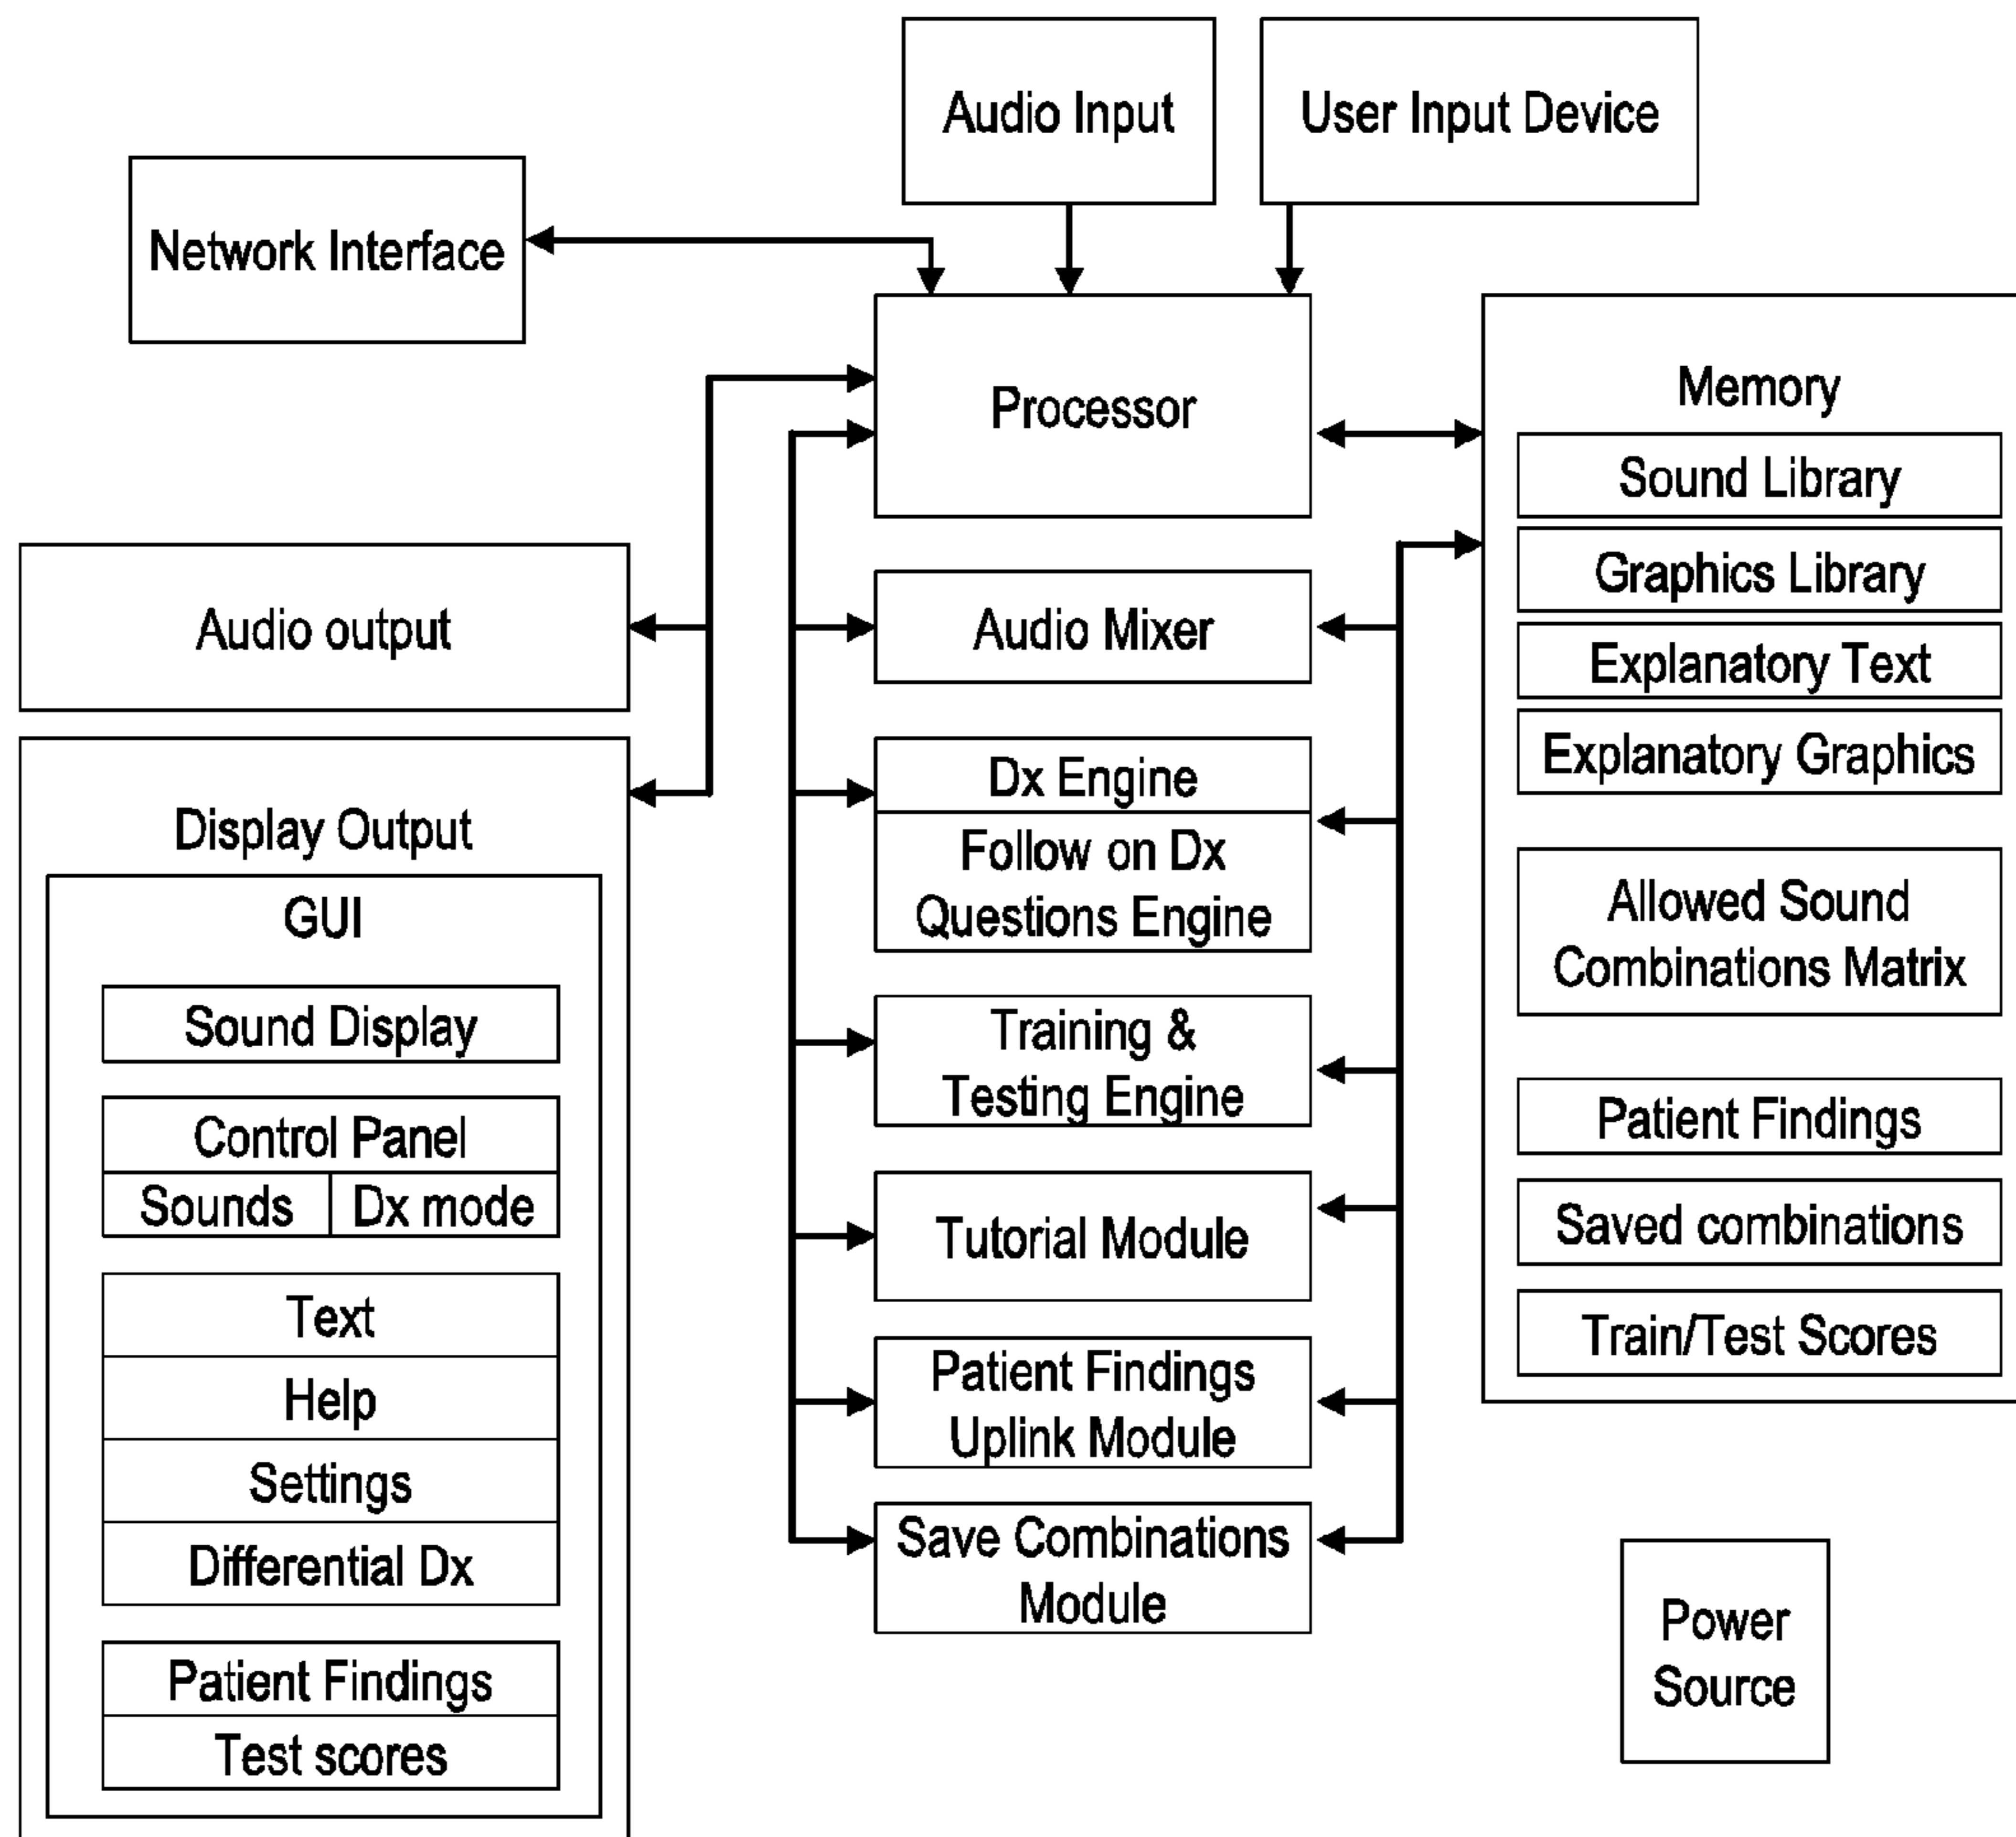 Audio Input
User Input Device
Network Interface
Processor
Audio output
Display Output
GUI
Sound Display
Control Panel
Sounds
Dx mode
Text
Help
Settings
Differential Dx
Patient Findings
Test scores
Audio Mixer
Dx Engine
Follow on Dx
Questions Engine
Training &
Testing Engine
Tutorial Module
Patient Findings
Uplink Module
Save Combinations
Module
Memory
Sound Library
Graphics Library
Explanatory Text
Explanatory Graphics
Allowed Sound
Combinations Matrix
Patient Findings
Saved combinations
Train/Test Scores
Power
Source